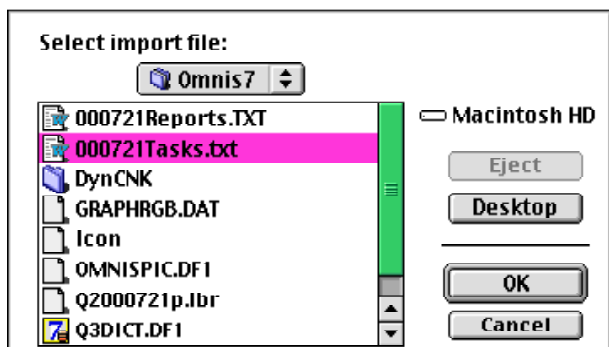 Select import file:
Omnis7
000721Reports.TXT
000721Tasks.txt
DynCNK
GRAPHRGB.DAT
Icon
OMNISPIC.DF1
Q2000721p.lbr
Q3DICT.DF1
Macintosh HD
Eject
Desktop
OK
Cancel